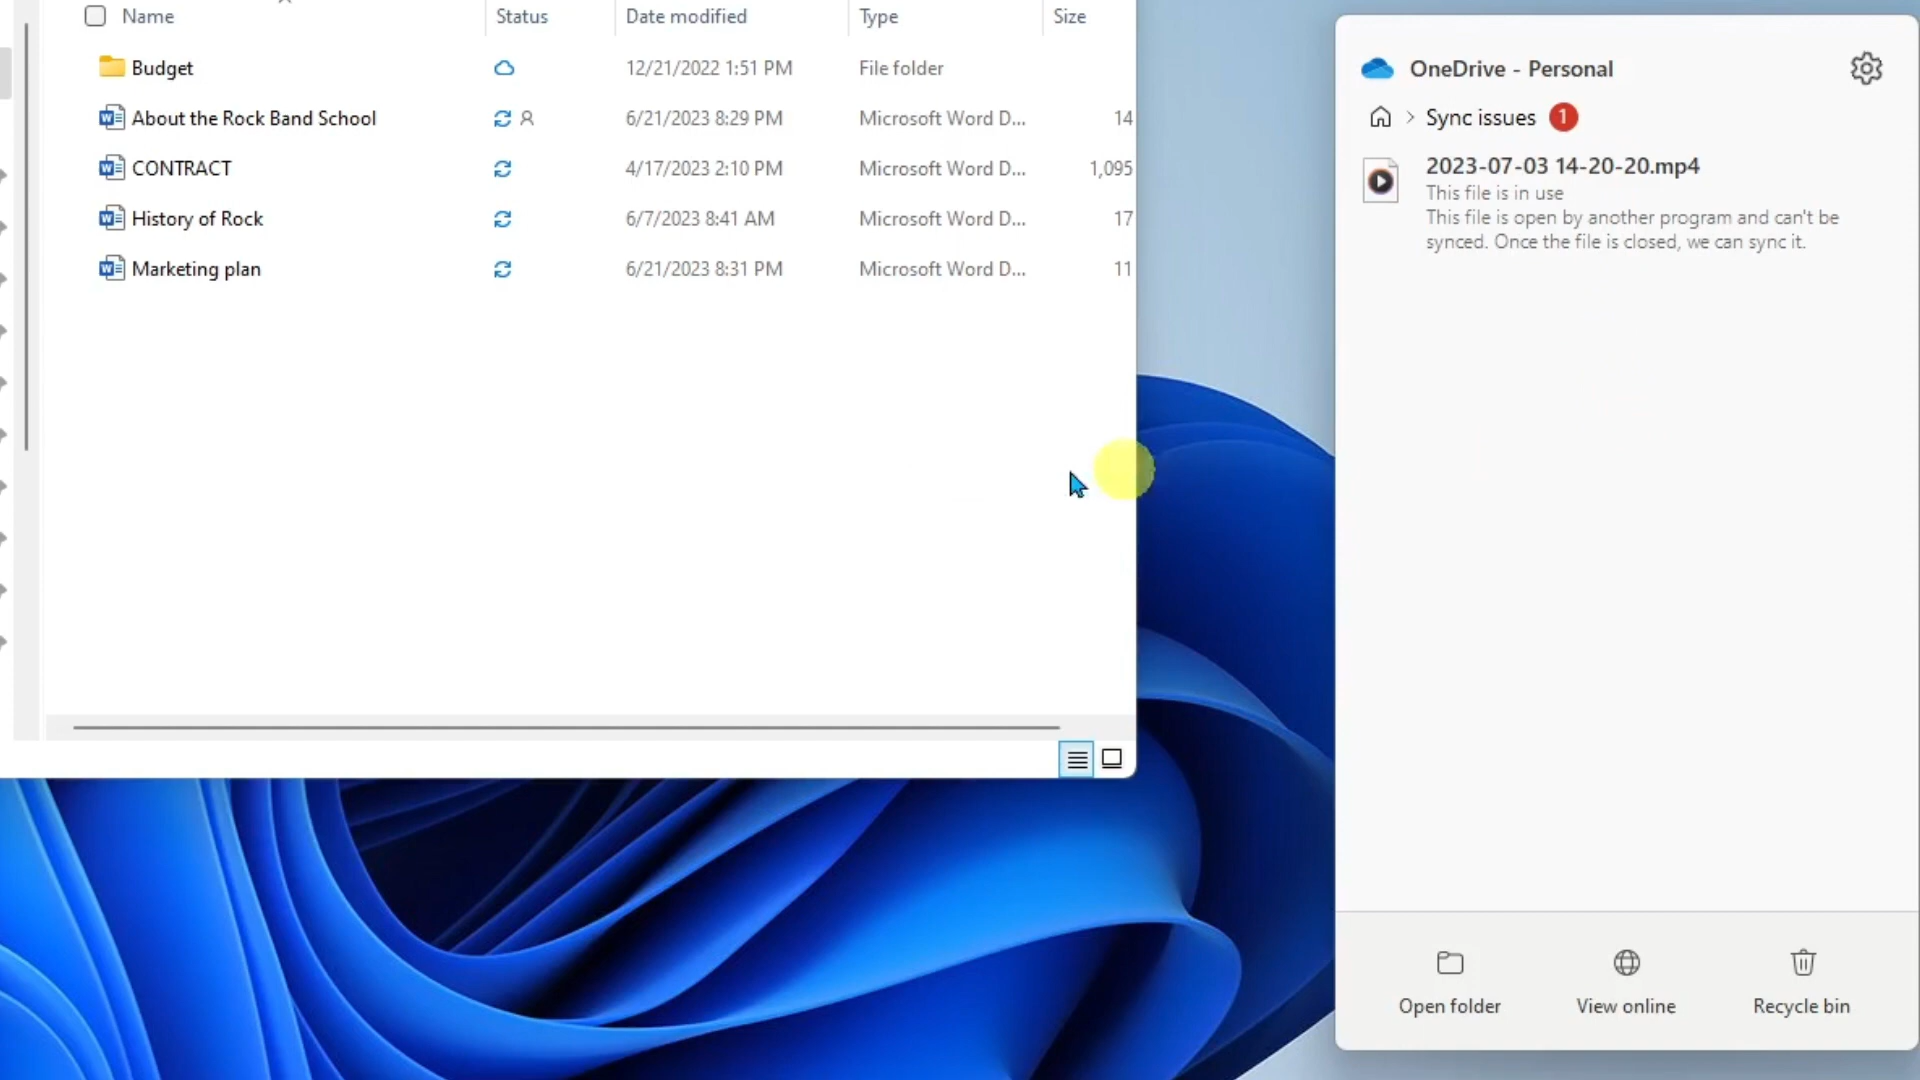 Name Status Date modified Type Size
Budget 12/21/2022 1:51 PM File folder
About the Rock Band School 6/21/2023 8:29 PM Microsoft Word D... 14
CONTRACT 4/17/2023 2:10 PM Microsoft Word D... 1,095
History of Rock 6/7/2023 8:41 AM Microsoft Word D... 17
Marketing plan 6/21/2023 8:31 PM Microsoft Word D... 11
OneDrive - Personal
Sync issues 1
2023-07-03 14-20-20.mp4
This file is in use
This file is open by another program and can't be
synced. Once the file is closed, we can sync it.
Open folder View online Recycle bin